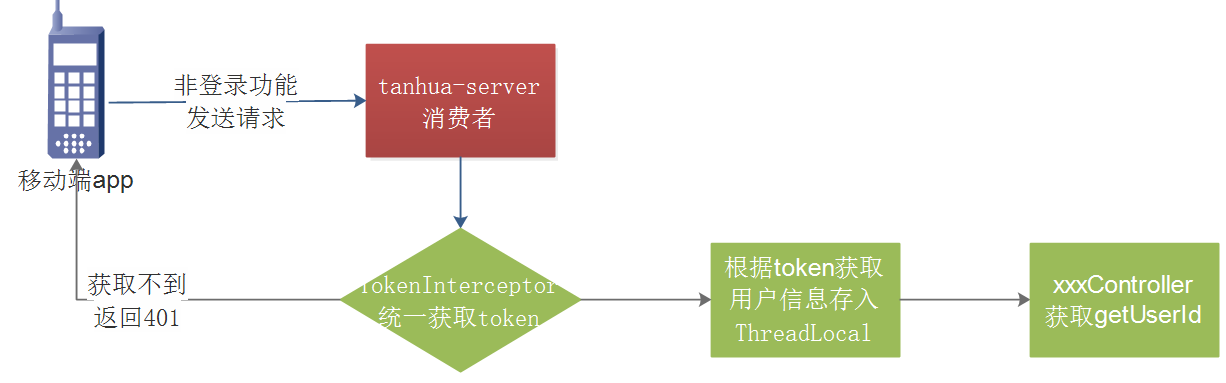 非登录功能
发送请求
tanhua-server
消费者
移动端app
获取不到
返回401
TokenInterceptor
统一获取token
根据token获取
用户信息存入
ThreadLocal
xxxController
获取getUserId